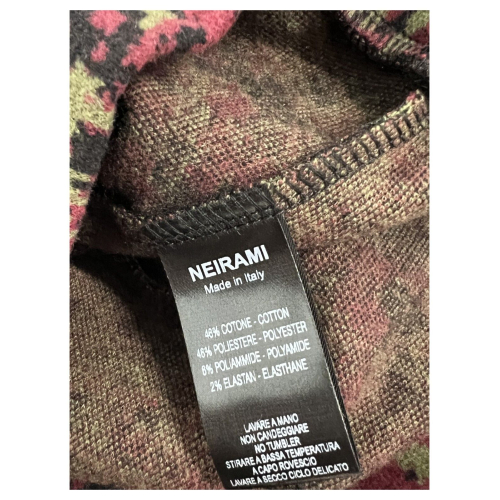 NEIRAMI
Made in Italy
46% COTONE - COTTON
46% POLIESTERE - POLYESTER
6% POLIAMMIDE - POLYAMIDE
2% ELASTAN - ELASTHANE
LAVARE A MANO
NON CANDEGGIARE
NO TUMBLER
STIRARE A BASSA TEMPERATURA
A CAPO ROVESCIO
LAVARE A SECCO CICLO DELICATO